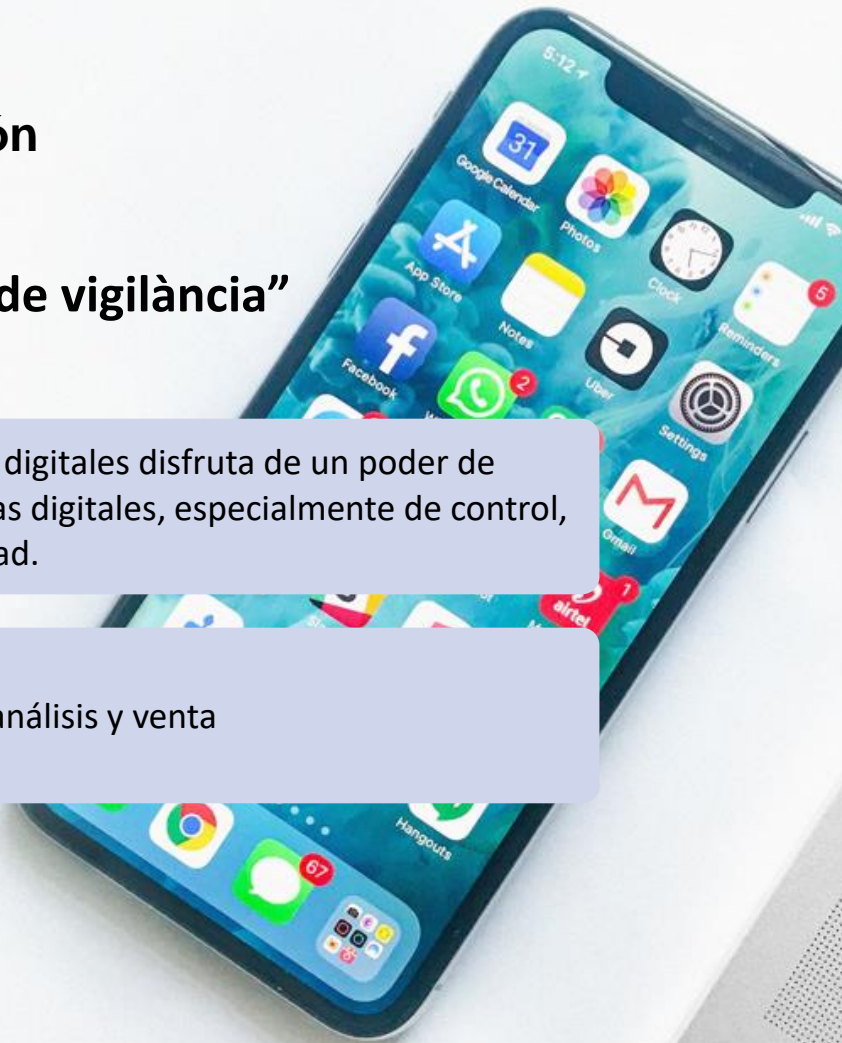 ón
de vigilància”
digitales disfruta de un poder de
as digitales, especialmente de control,
ad.
análisis y venta
5:12
31
Google Calendar
Photos
Clock
5
Reminders
App Store
Notes
Uber
Settings
Facebook
2
Gmail
1
airtel
Hangouts
67